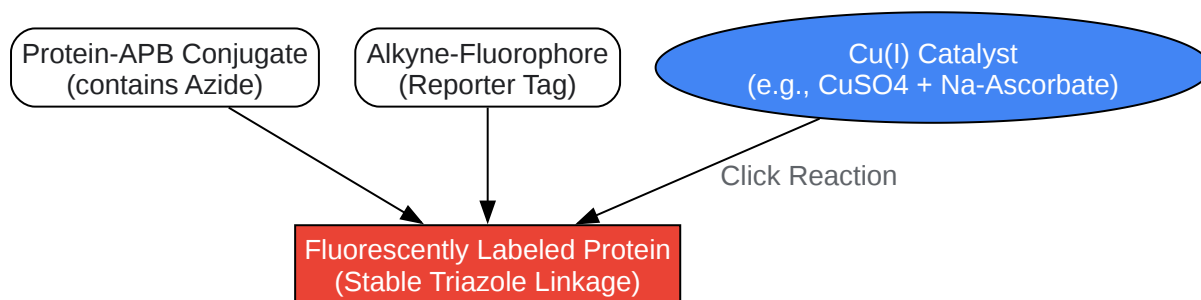 Protein-APB Conjugate
(contains Azide)
Alkyne-Fluorophore
(Reporter Tag)
Cu(I) Catalyst
(e.g., CuSO4 + Na-Ascorbate)
Click Reaction
Fluorescently Labeled Protein
(Stable Triazole Linkage)